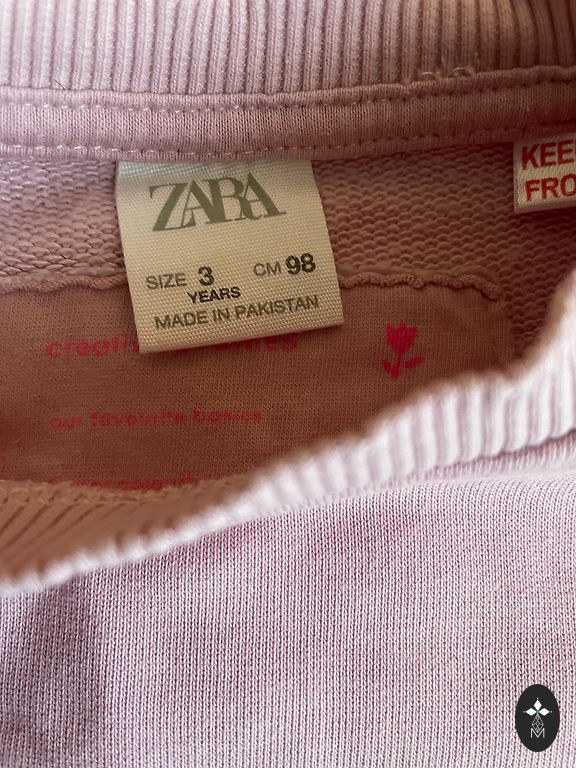 KEE
FRO
ZARA
SIZE 3 CM 98
YEARS
MADE IN PAKISTAN
our favourite basics
M